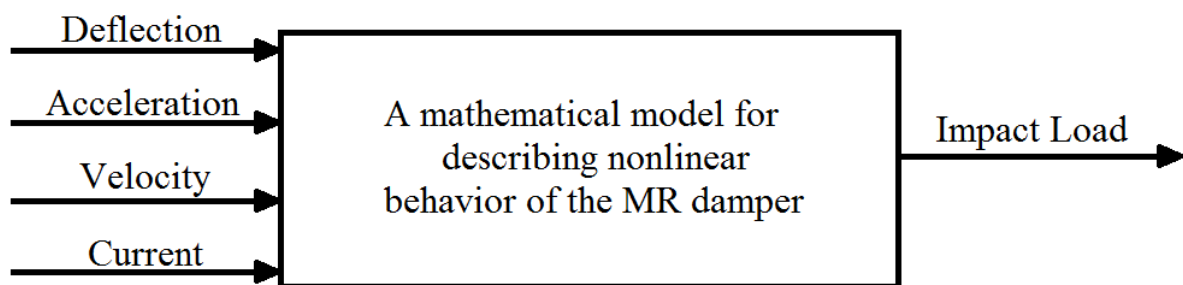 Deflection
Acceleration
Velocity
Current
A mathematical model for
describing nonlinear
behavior of the MR damper
Impact Load